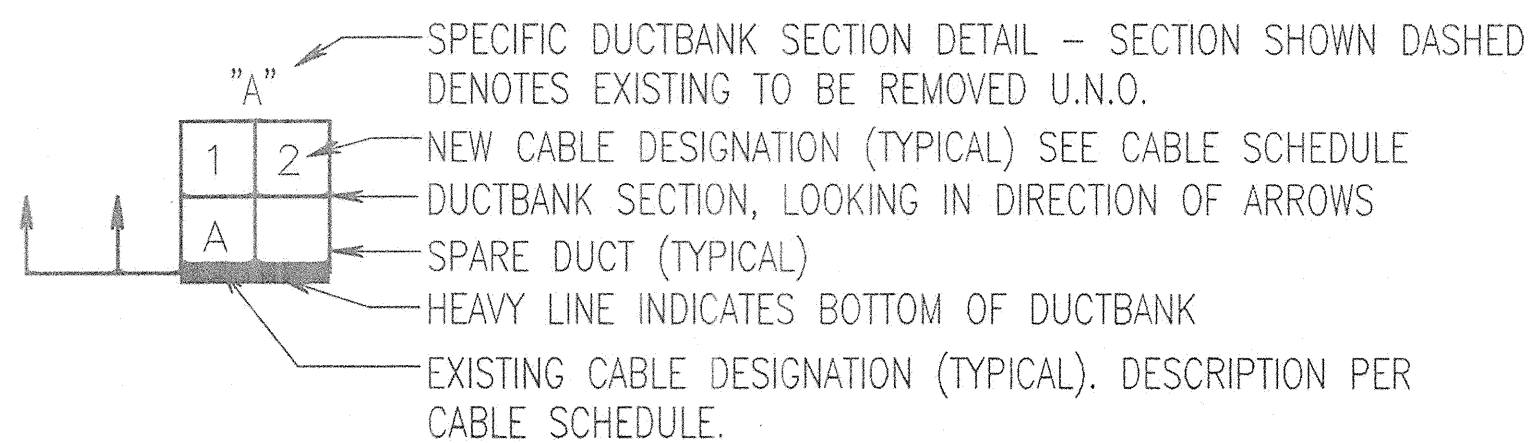 SPECIFIC DUCTBANK SECTION DETAIL – SECTION SHOWN DASHED
DENOTES EXISTING TO BE REMOVED U.N.O.
"A"
1 2 NEW CABLE DESIGNATION (TYPICAL) SEE CABLE SCHEDULE
DUCTBANK SECTION, LOOKING IN DIRECTION OF ARROWS
A
SPARE DUCT (TYPICAL)
HEAVY LINE INDICATES BOTTOM OF DUCTBANK
EXISTING CABLE DESIGNATION (TYPICAL). DESCRIPTION PER
CABLE SCHEDULE.